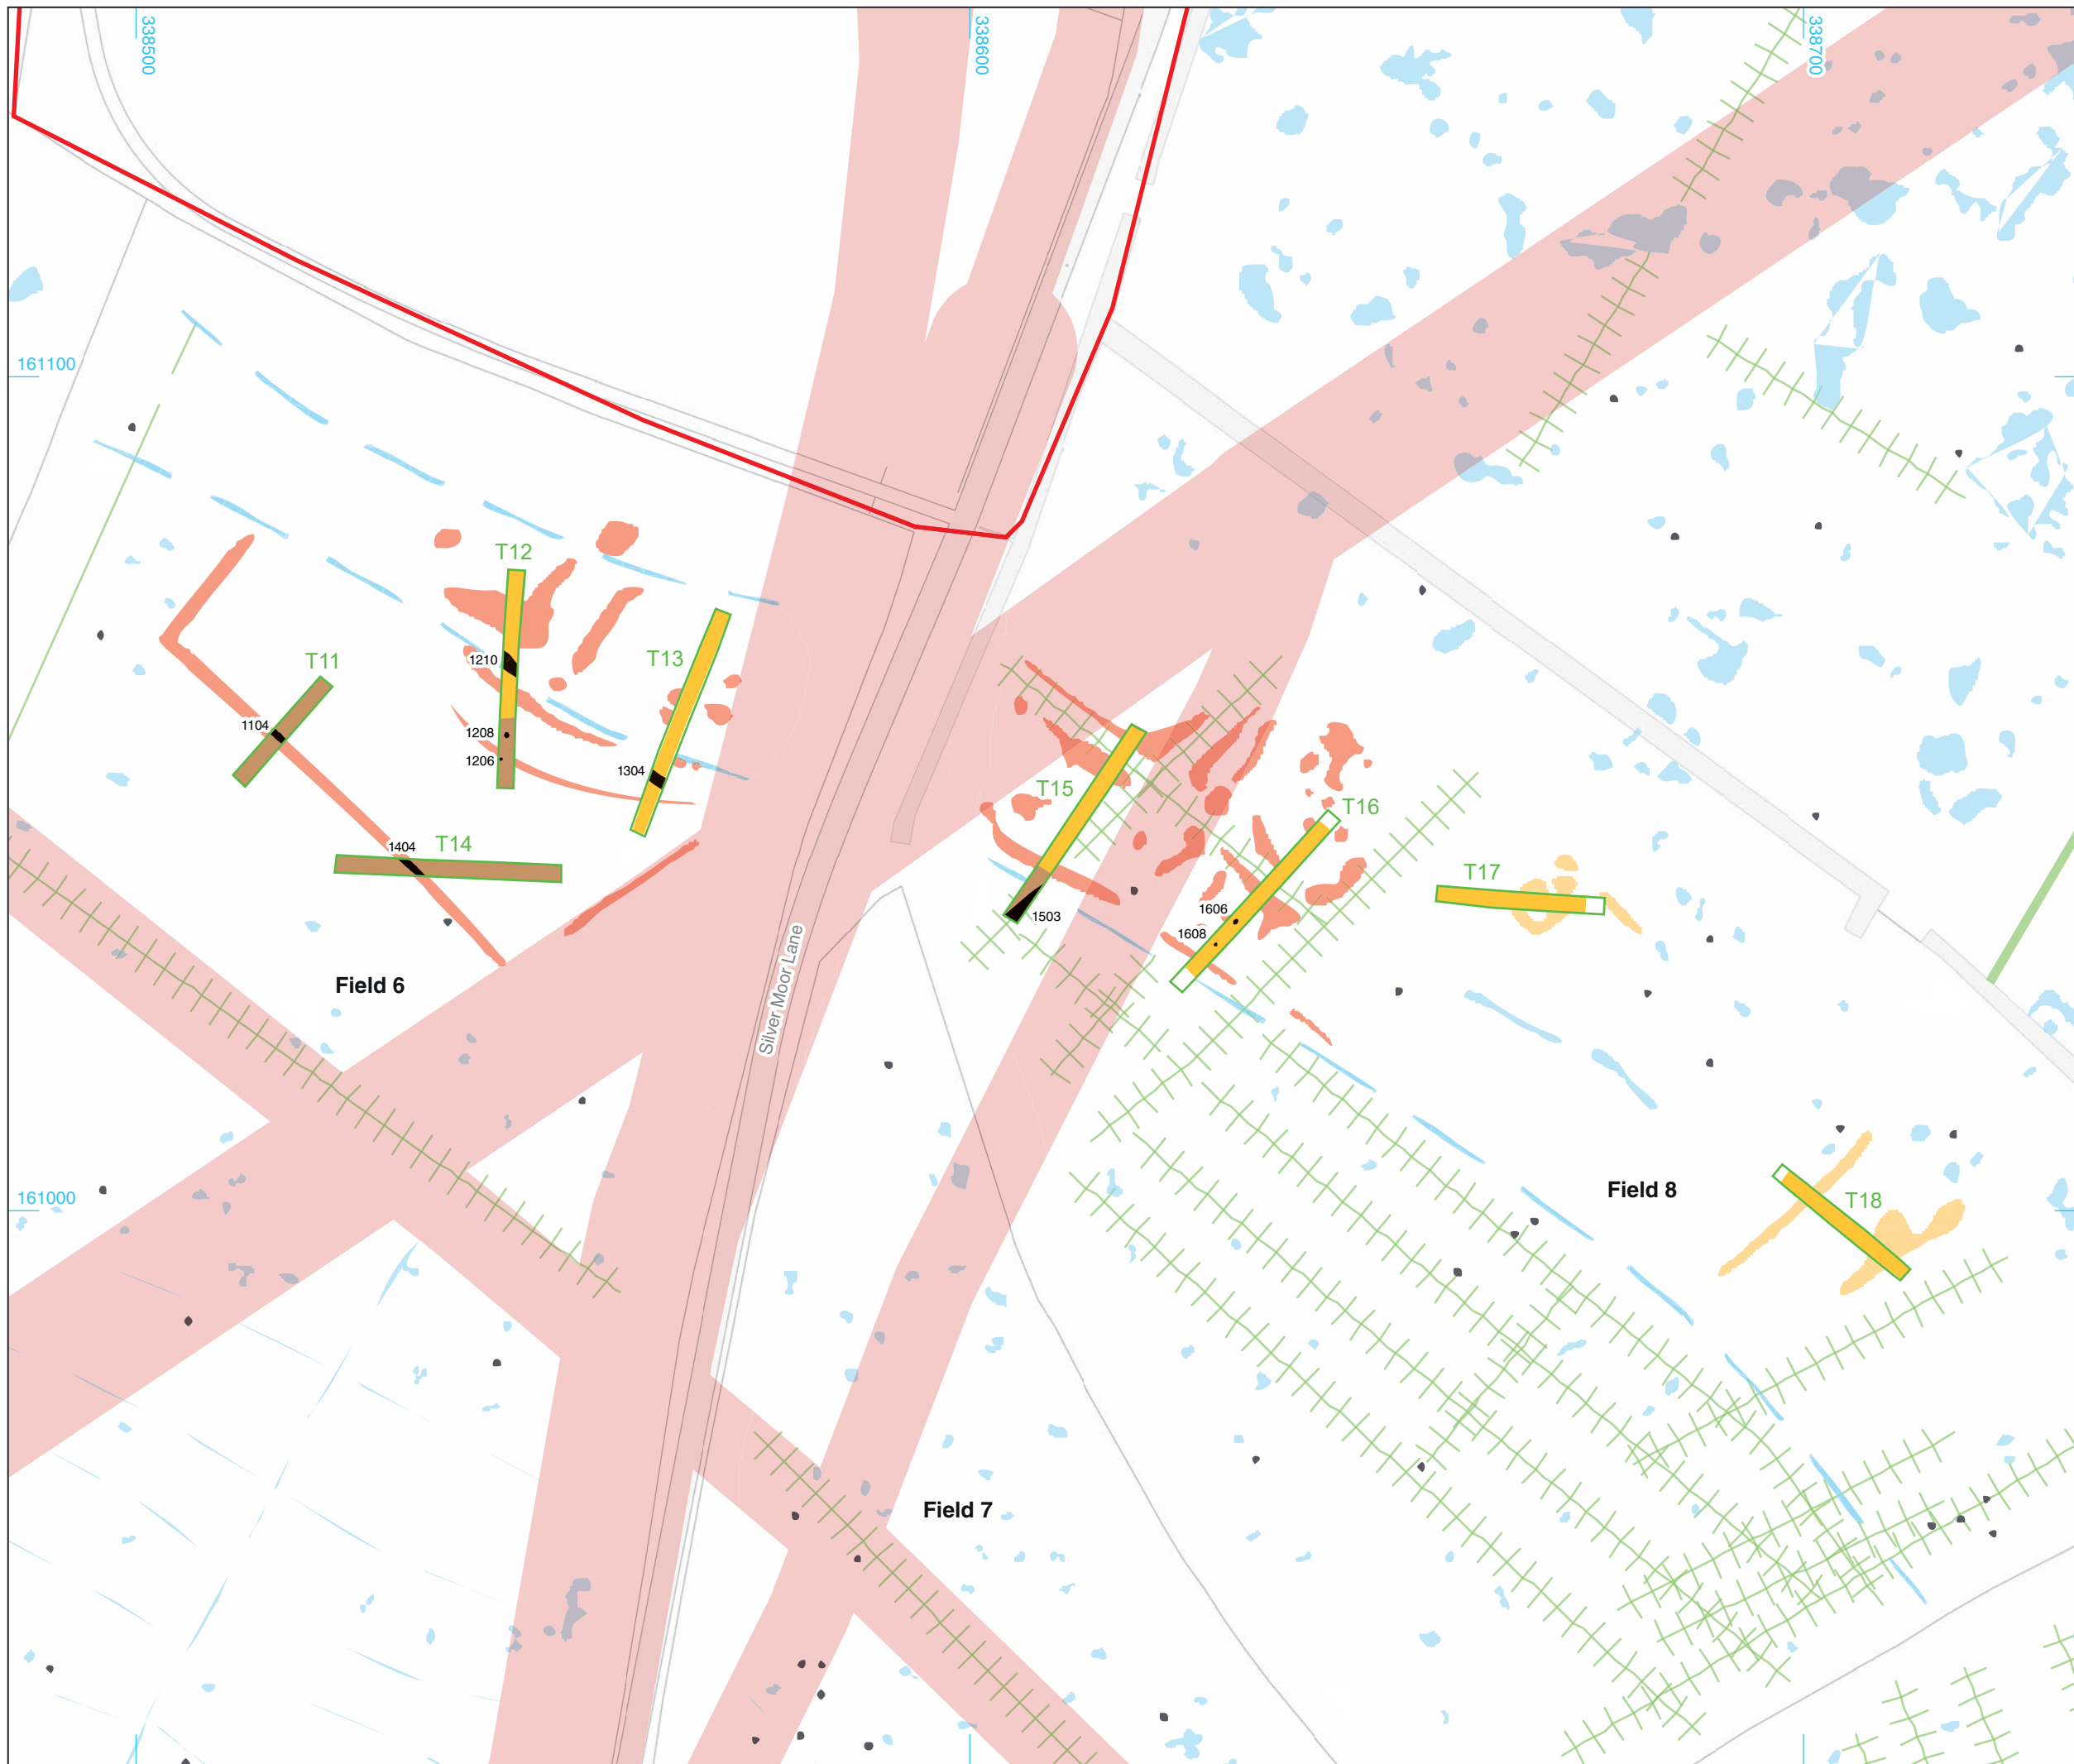 338500
338600
338700
161100
T12
T11
T13
1210
1104
1208
1206
1304
T15
T16
T14
1404
T17
1606
1503
1608
Silver Moor Lane
Field 6
161000
Field 8
T18
Field 7